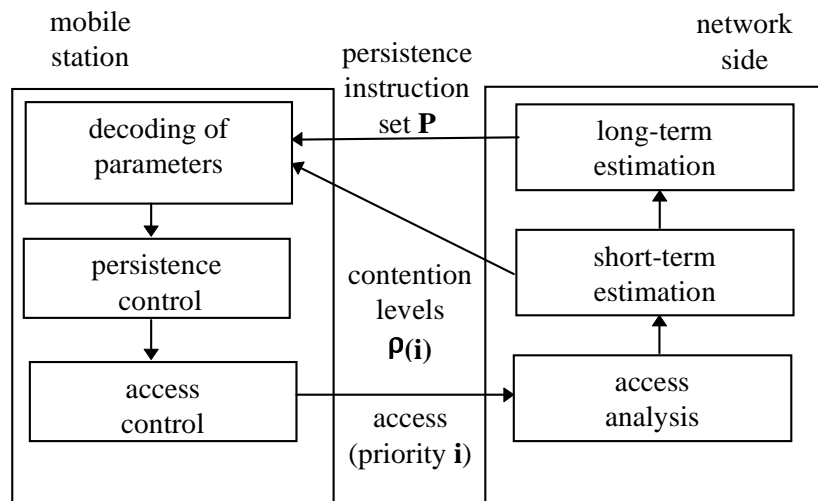 mobile
station
network
side
persistence
instruction
set P
decoding of
parameters
long-term
estimation
persistence
control
contention
levels
ρ(i)
short-term
estimation
access
control
access
(priority i)
access
analysis